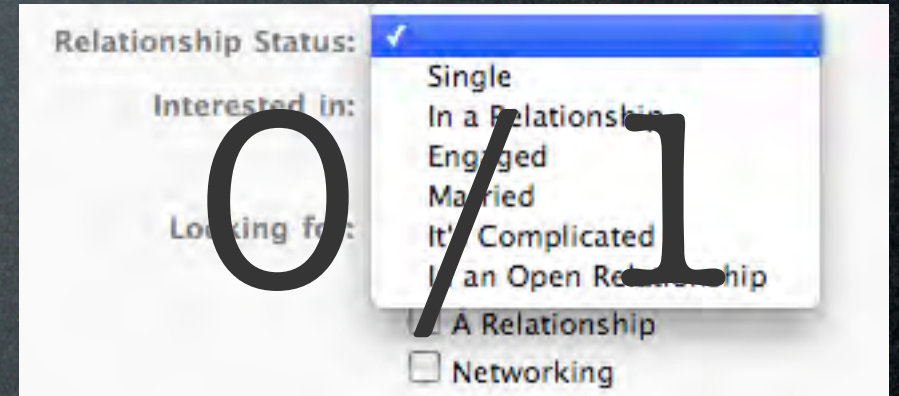 Relationship Status: ✓
Single
Interested in:
In a Relationship
Engaged
Married
Looking for:
It's Complicated
In an Open Relationship
A Relationship
Networking
0/1